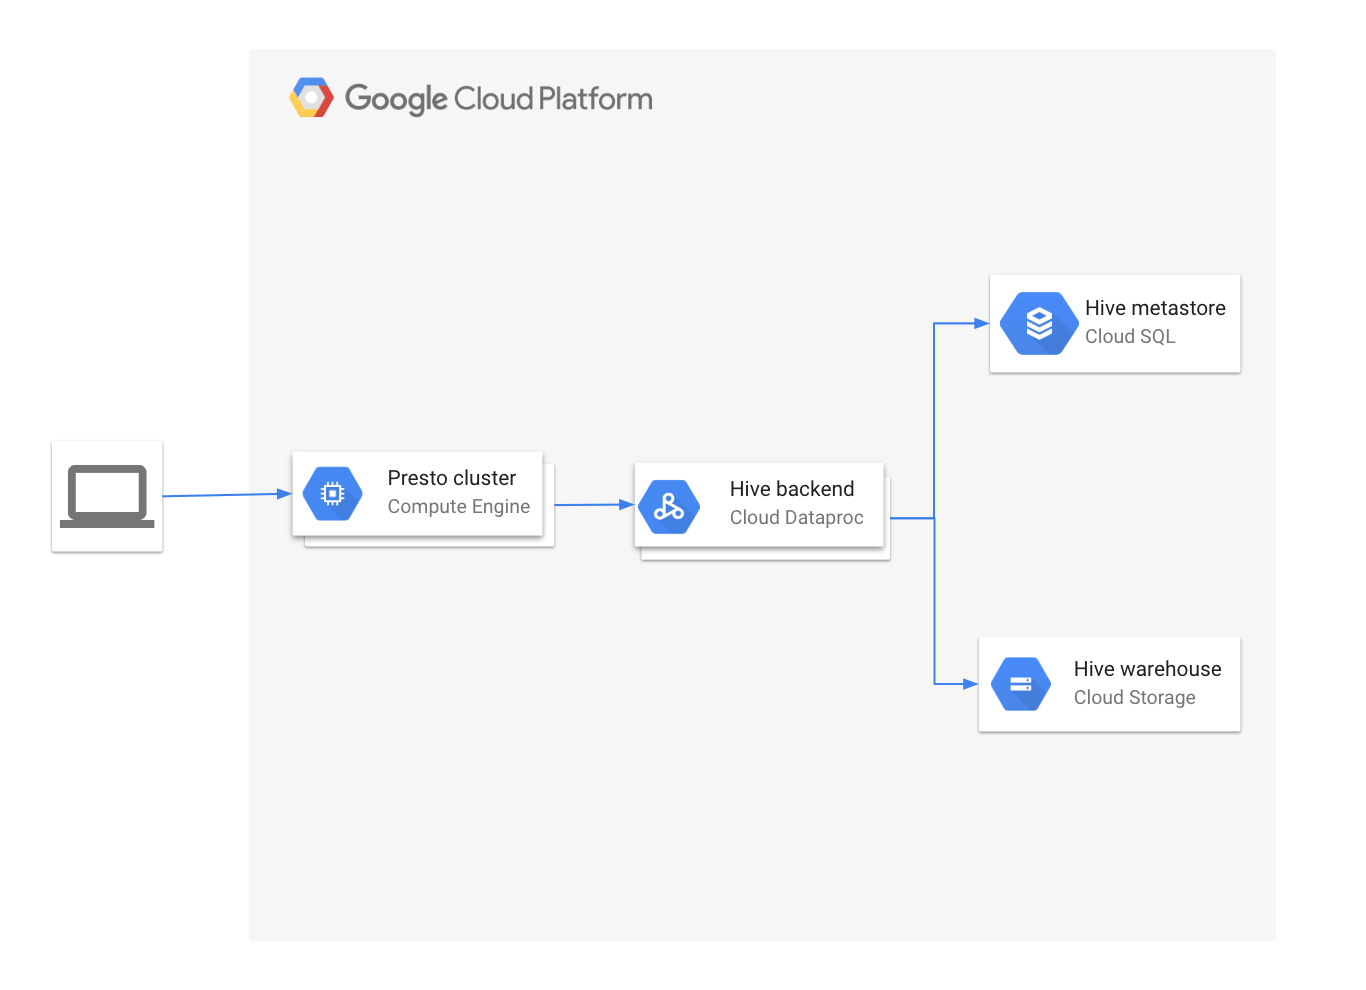 Google Cloud Platform
Hive metastore
Cloud SQL
Presto cluster
Compute Engine
Hive backend
Cloud Dataproc
Hive warehouse
Cloud Storage